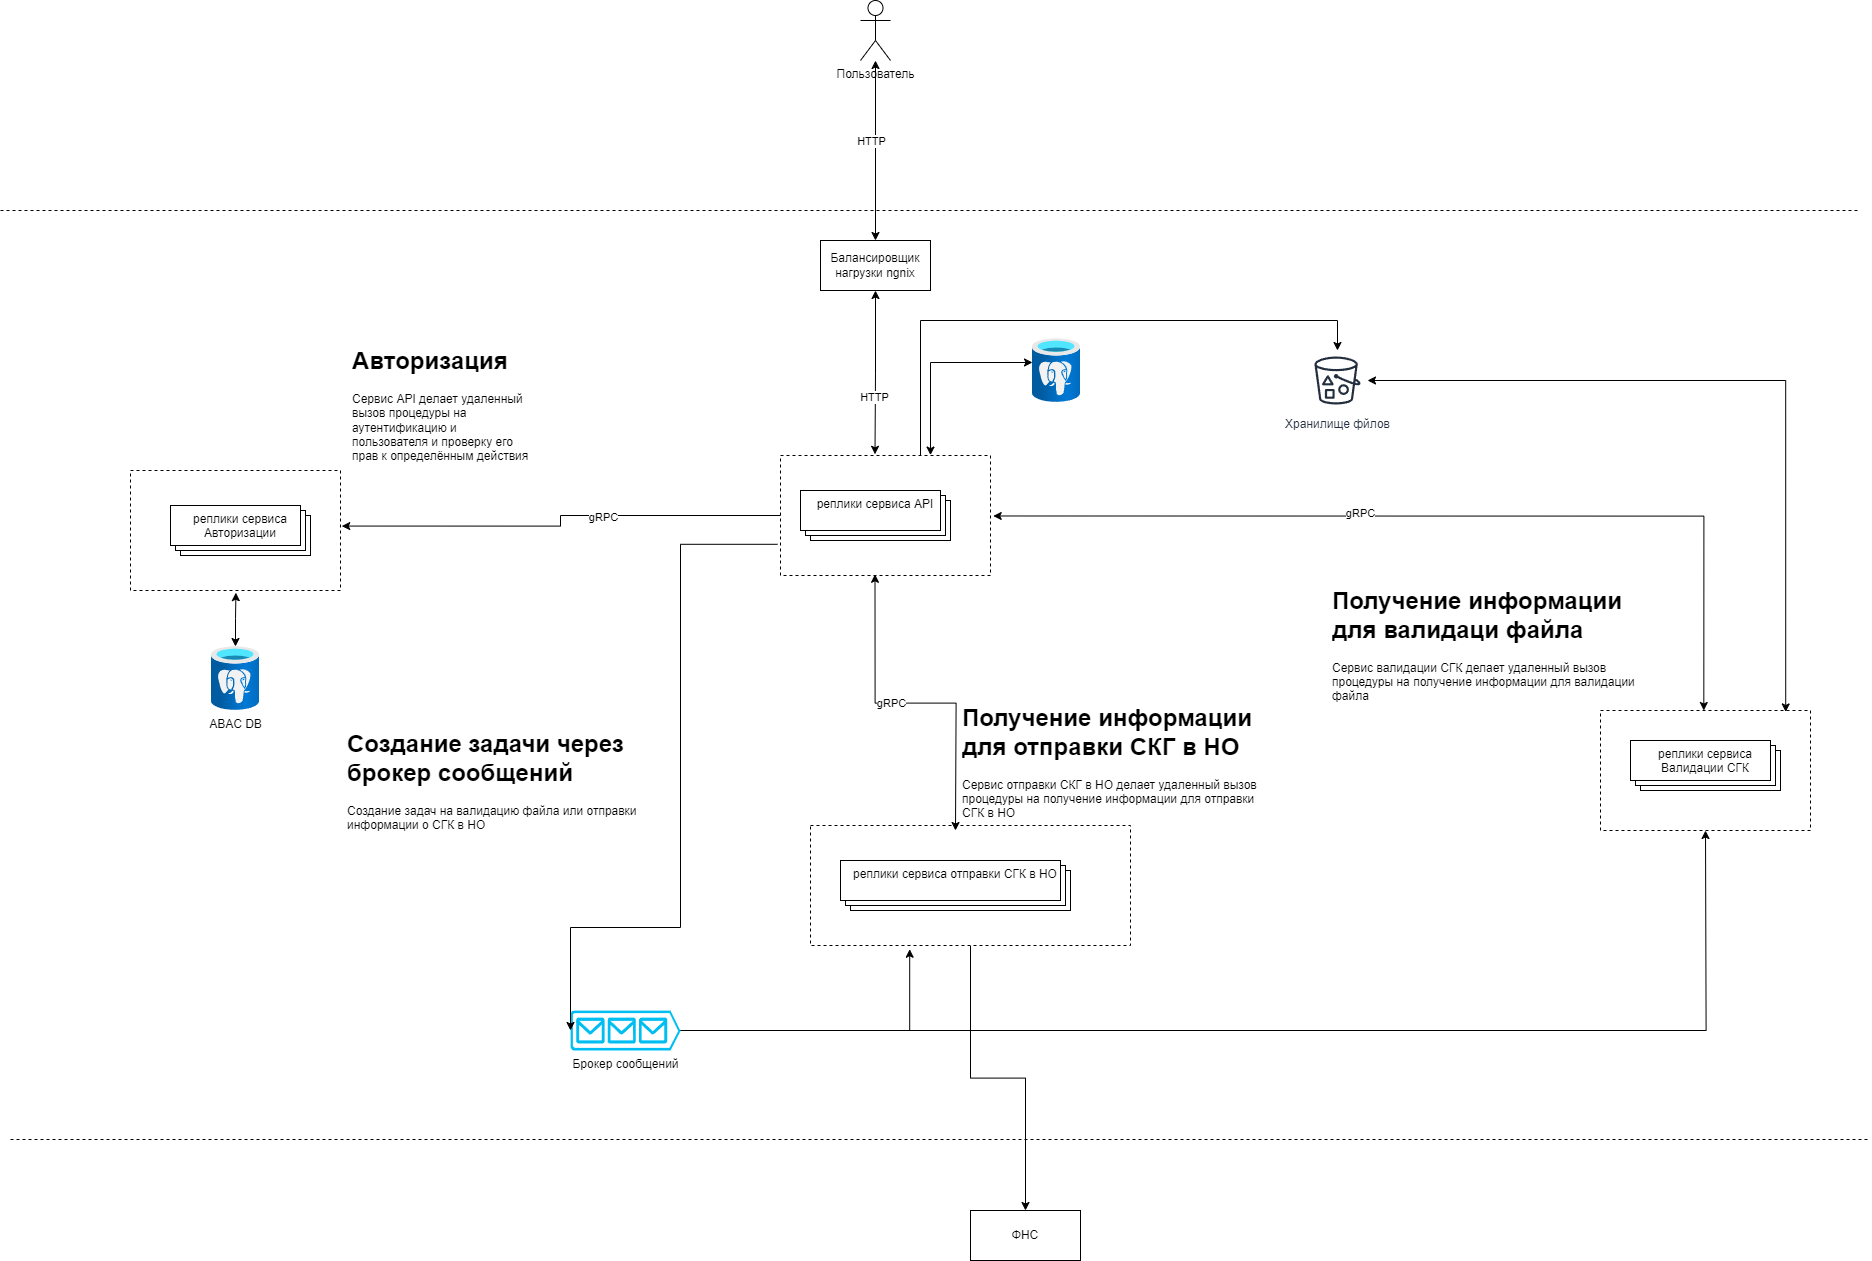 Пользователь
HTTP
Балансировщик
нагрузки ngnix
Авторизация
Сервис API делает удаленный
вызов процедуры на
аутентификацию и
пользователя и проверку его
прав к определённым действия
HTTP
Хранилище фйлов
реплики сервиса API
gRPC
gRPC
реплики сервиса
Авторизации
ABAC DB
Получение информации
для валидаци файла
Сервис валидации СГК делает удаленный вызов
процедуры на получение информации для валидации
файла
gRPC
Получение информации
для отправки СКГ в НО
Сервис отправки СКГ в НО делает удаленный вызов
процедуры на получение информации для отправки
СГК в НО
Создание задачи через
брокер сообщений
Создание задач на валидацию файла или отправки
информации о СГК в НО
реплики сервиса
Валидации СГК
реплики сервиса отправки СГК в НО
Брокер сообщений
ФНС